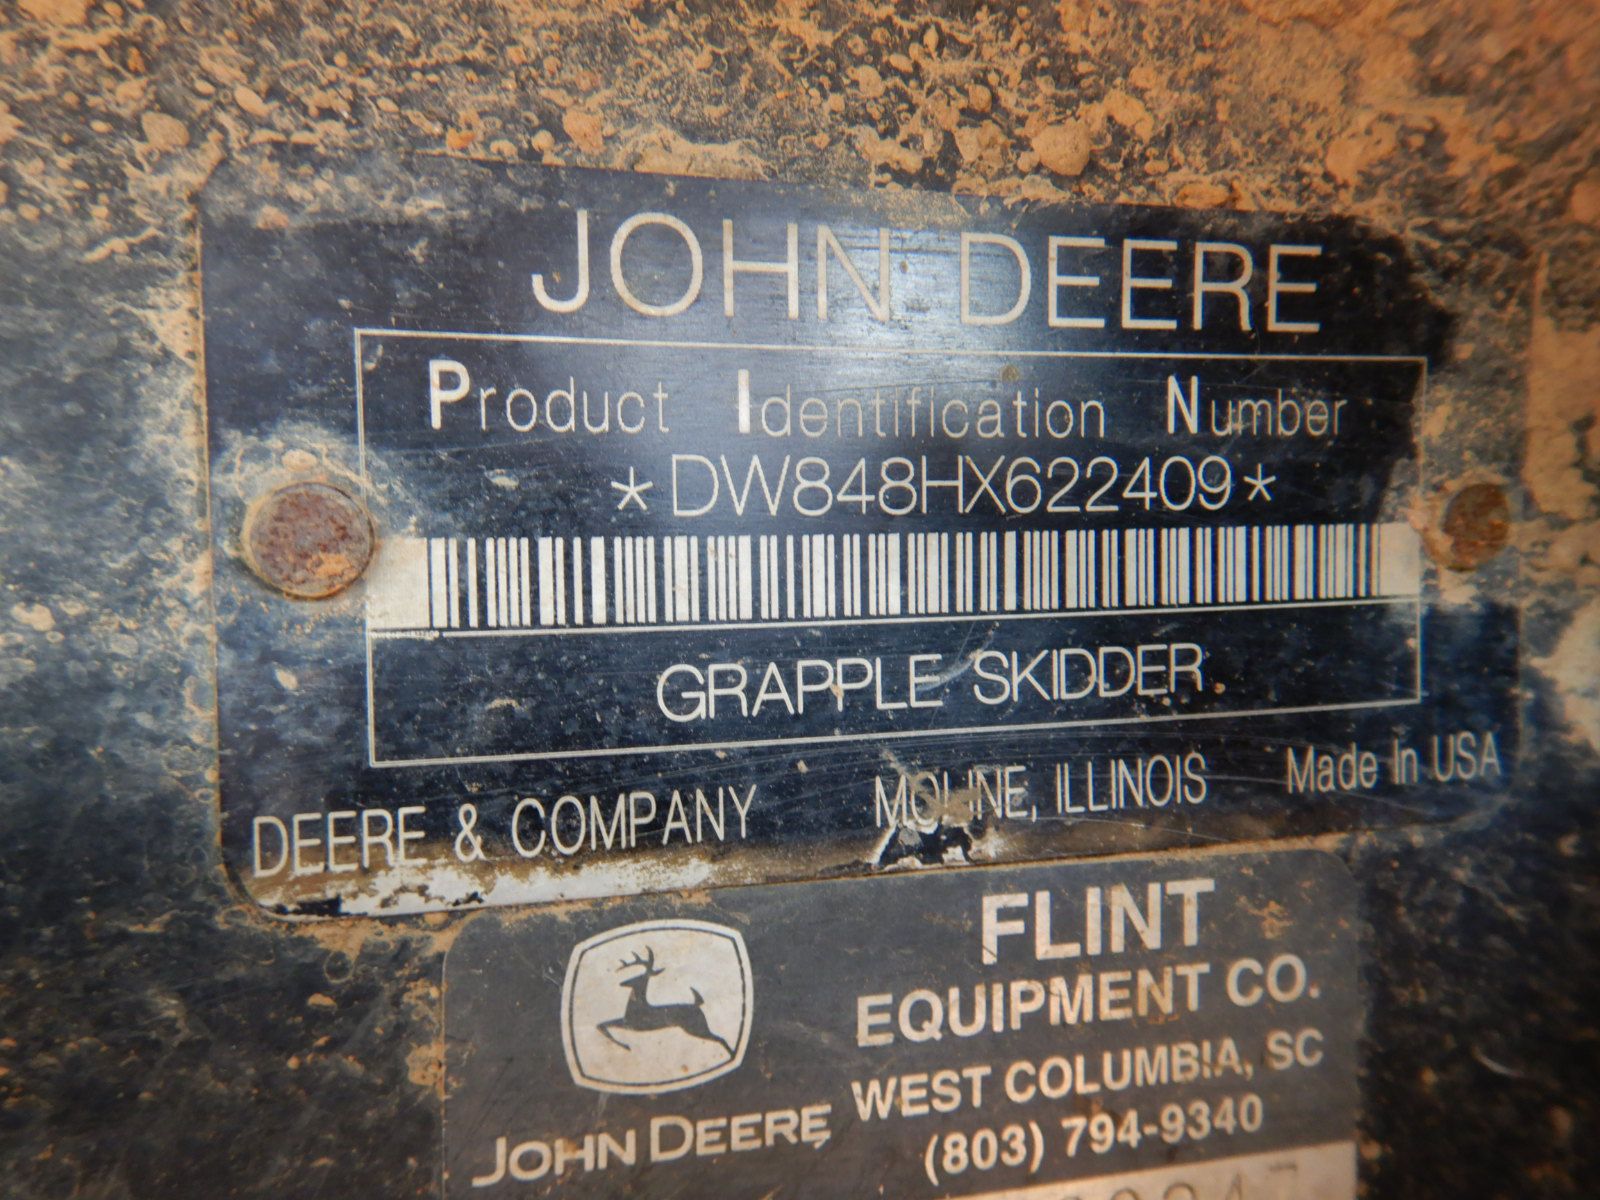 JOHN DEERE
Product Identification Number
*DW848HX622409*
GRAPPLE SKIDDER
DEERE & COMPANY MOLINE, ILLINOIS Made In USA
FLINT
EQUIPMENT CO.
WEST COLUMBIA, SC
(803) 794-9340
JOHN DEERE